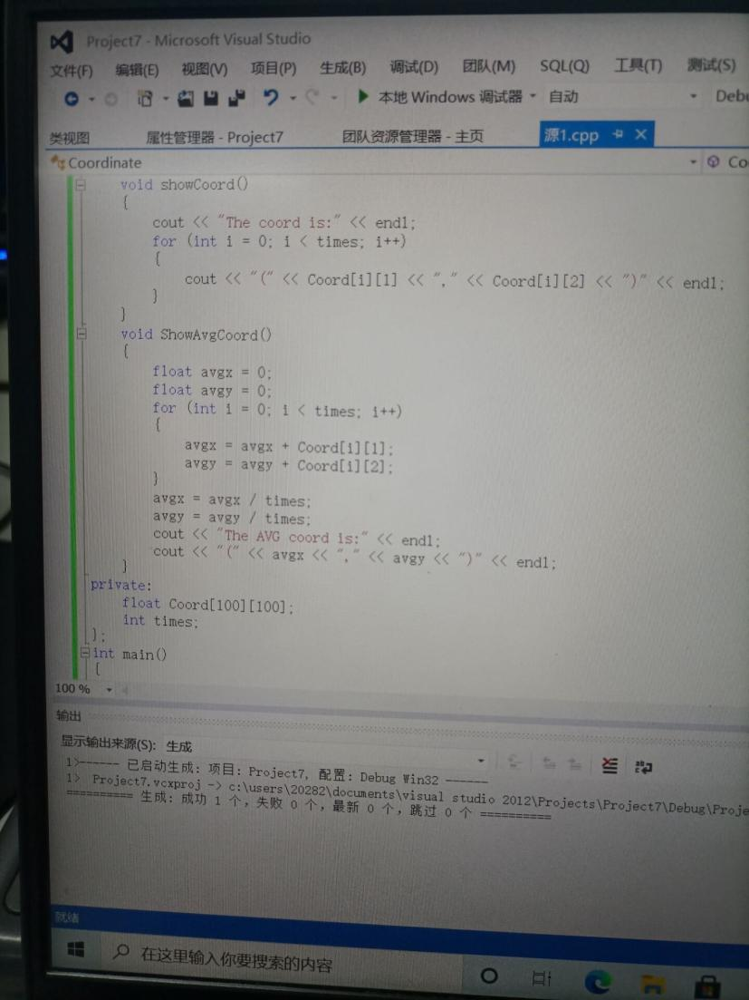 Project7 - Microsoft Visual Studio
文件(F) 编辑(E) 视图(V) 项目(P) 生成(B) 调试(D) 团队(M) SQL(Q) 工具(T) 测试(S)
本地 Windows 调试器 自动 Debu
类视图 属性管理器 - Project7 团队资源管理器 - 主页 源1.cpp
Coordinate Co
void showCoord()
{
cout << "The coord is:" << endl;
for (int i = 0; i < times; i++)
{
cout << "(" << Coord[i][1] << "," << Coord[i][2] << ")" << endl;
}
}
void ShowAvgCoord()
{
float avgx = 0;
float avgy = 0;
for (int i = 0; i < times; i++)
{
avgx = avgx + Coord[i][1];
avgy = avgy + Coord[i][2];
}
avgx = avgx / times;
avgy = avgy / times;
cout << "The AVG coord is:" << endl;
cout << "(" << avgx << "," << avgy << ")" << endl;
}
private:
float Coord[100][100];
int times;
};
int main()
{
100 %
输出
显示输出来源(S): 生成
1>------ 已启动生成: 项目: Project7, 配置: Debug Win32 ------
1> Project7.vcxproj -> c:\users\20282\documents\visual studio 2012\Projects\Project7\Debug\Proje
========== 生成: 成功 1 个，失败 0 个，最新 0 个，跳过 0 个 ==========
就绪
在这里输入你要搜索的内容